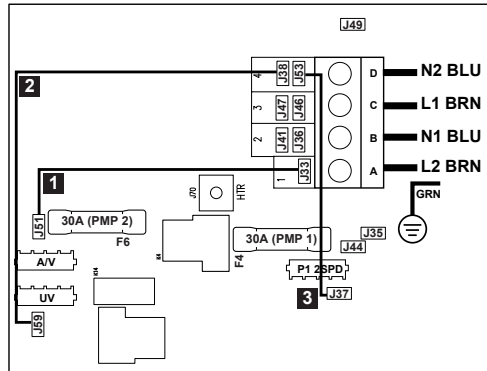 J49
4
J38
J53
D
N2 BLU
2
3
J47
J46
C
L1 BRN
2
J41
J36
B
N1 BLU
1
J33
A
L2 BRN
1
GRN
J70
HTR
J51
30A (PMP 2)
F6
30A (PMP 1)
F4
J35
J44
A/V
P1 2SPD
UV
3
J37
J59